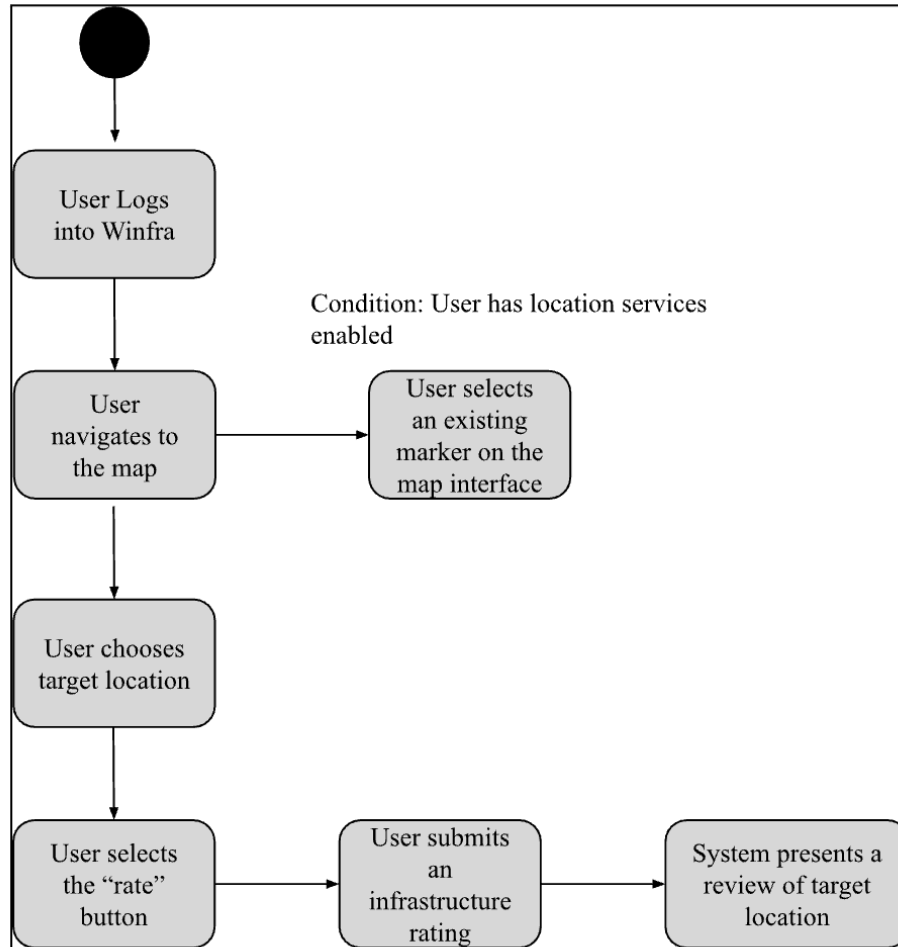 User Logs
into Winfra
Condition: User has location services
enabled
User
navigates to
the map
User selects
an existing
marker on the
map interface
User chooses
target location
User selects
the “rate”
button
User submits
an
infrastructure
rating
System presents a
review of target
location